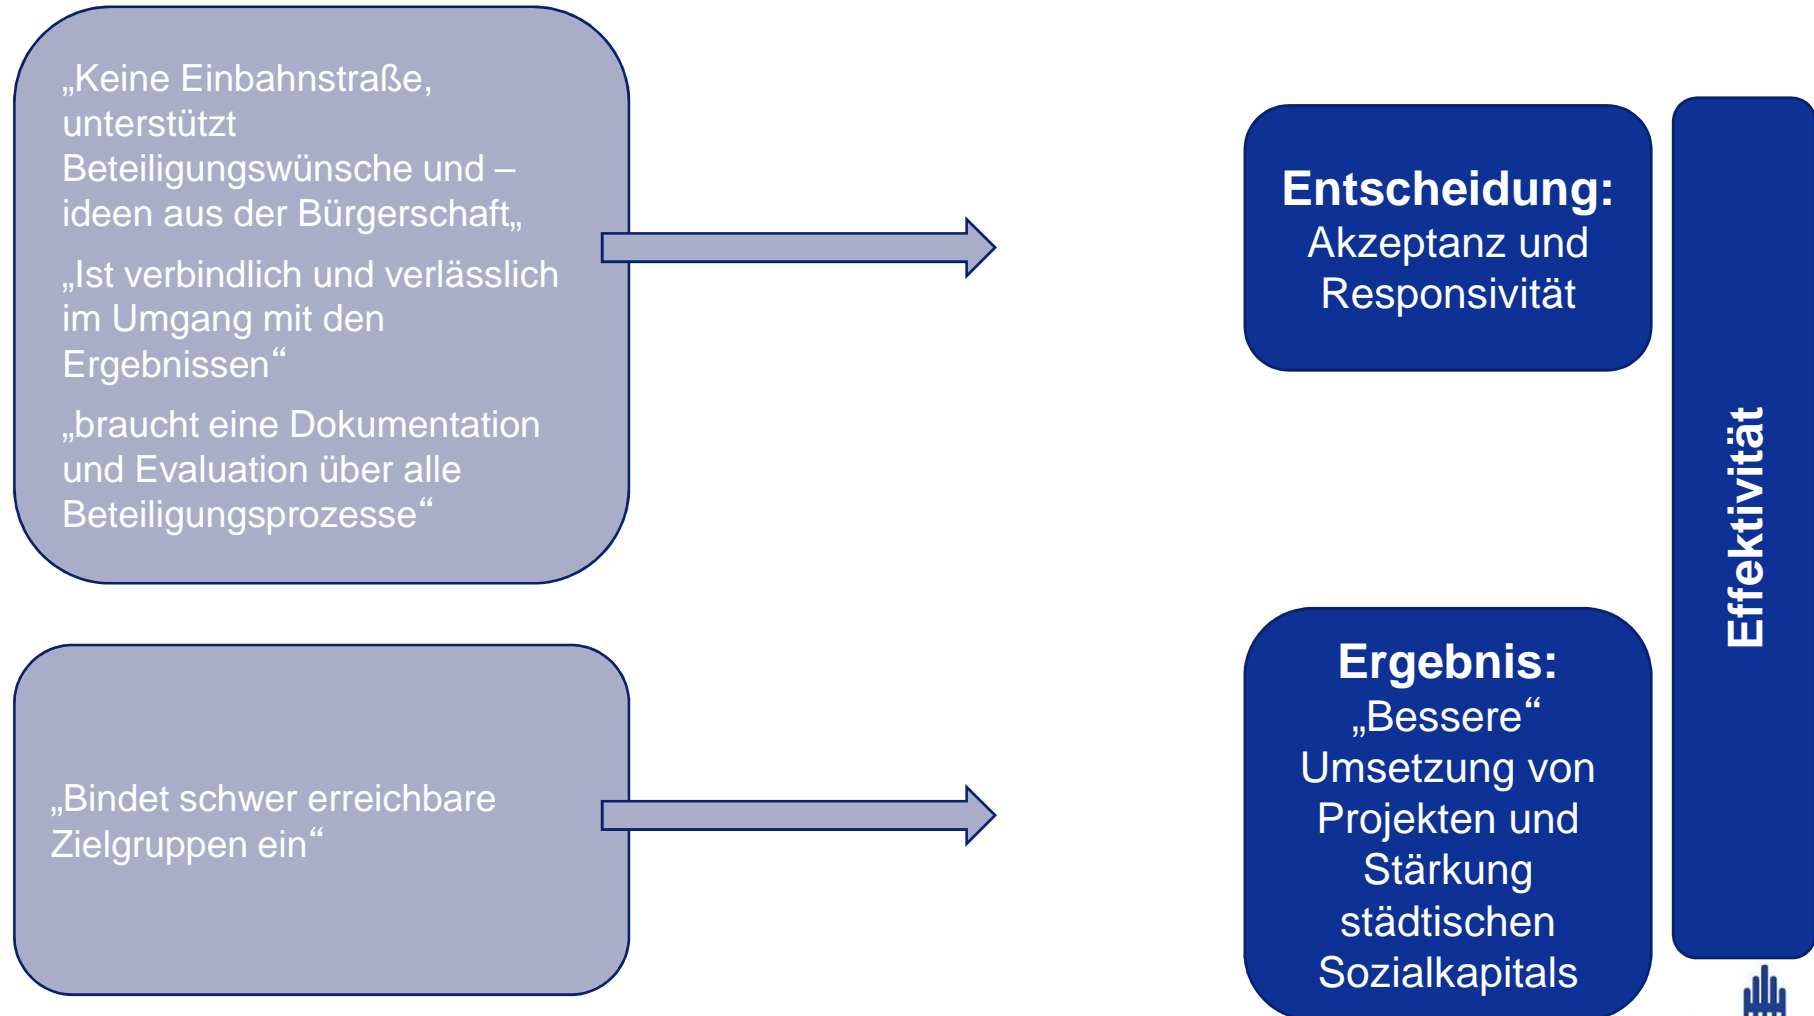 „Keine Einbahnstraße,
unterstützt
Beteiligungswünsche und –
ideen aus der Bürgerschaft„
„Ist verbindlich und verlässlich
im Umgang mit den
Ergebnissen“
„braucht eine Dokumentation
und Evaluation über alle
Beteiligungsprozesse“
Entscheidung:
Akzeptanz und
Responsivität
„Bindet schwer erreichbare
Zielgruppen ein“
Ergebnis:
„Bessere“
Umsetzung von
Projekten und
Stärkung
städtischen
Sozialkapitals
Effektivität